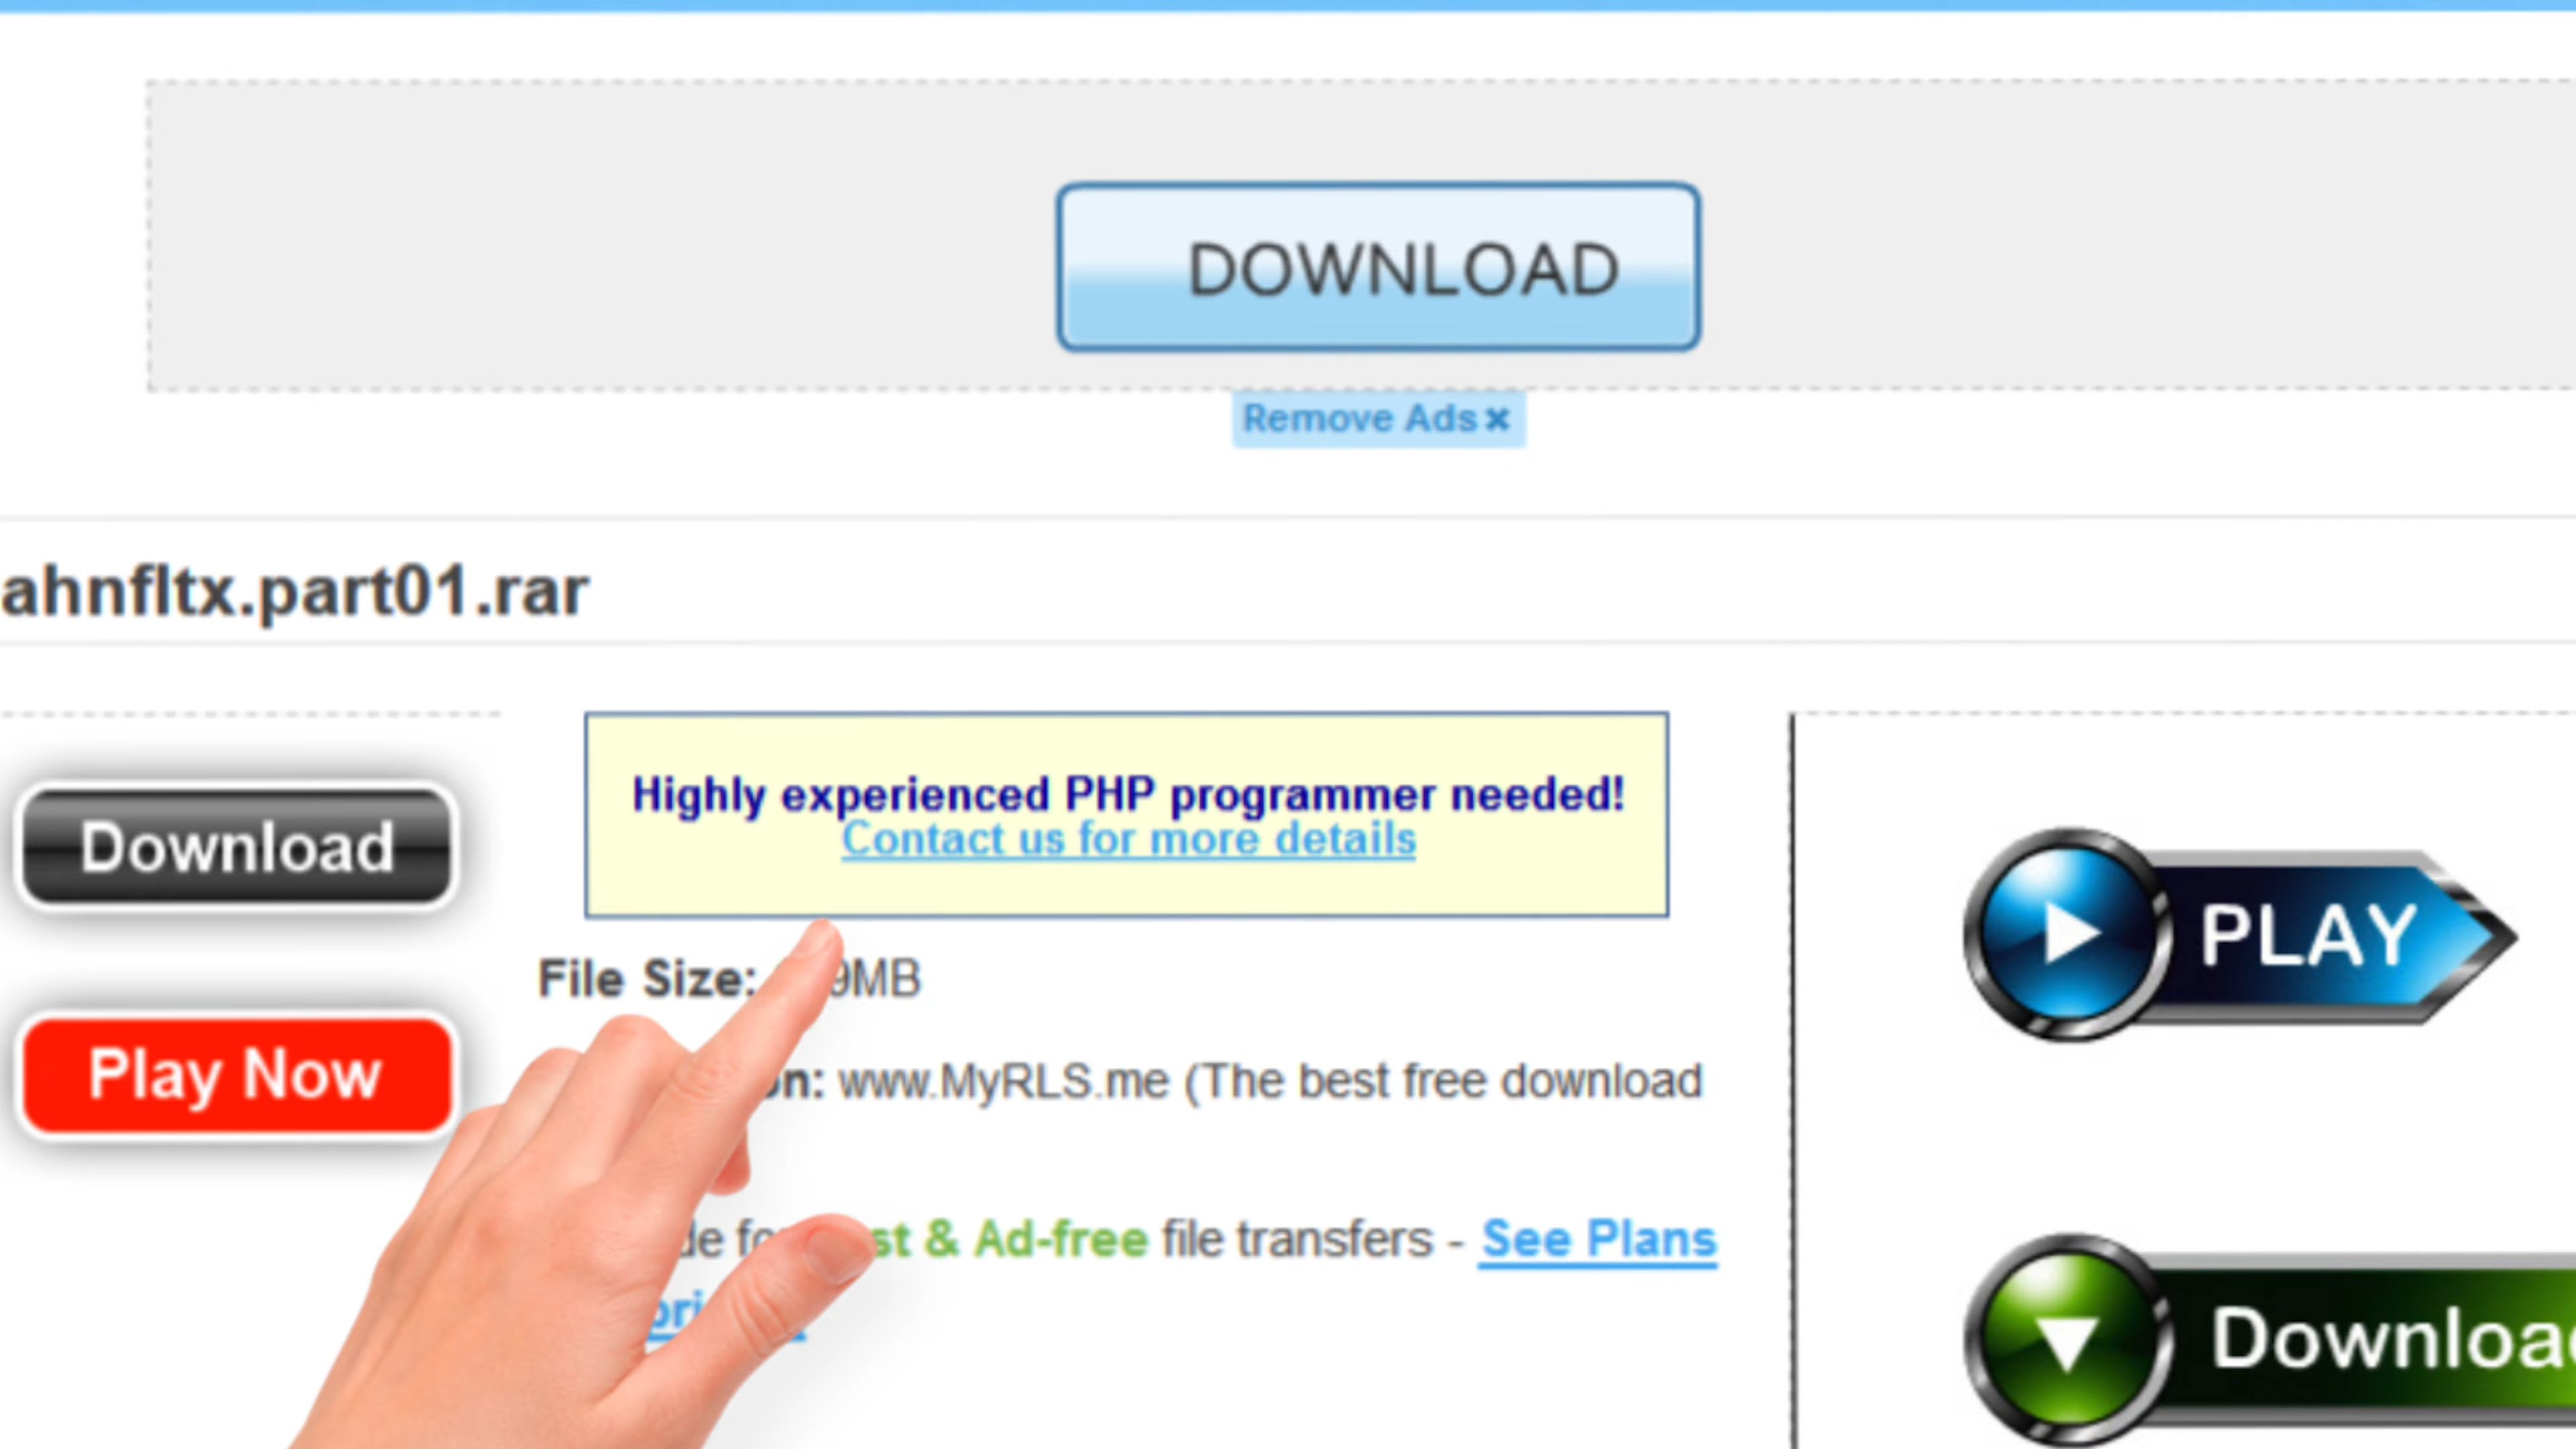 DOWNLOAD
Remove Ads
ahnfltx.part01.rar
Download
Play Now
Highly experienced PHP programmer needed!
Contact us for more details
File Size: 9MB
www.MyRLS.me (The best free download
& Ad-free file transfers - See Plans
PLAY